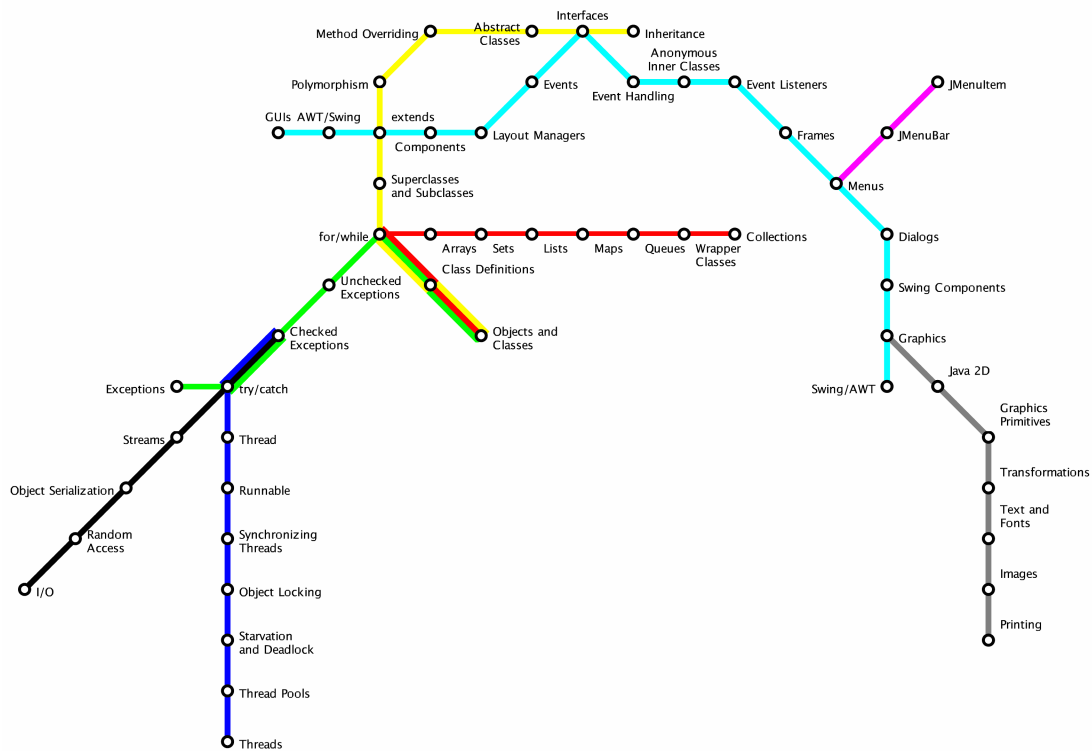 Interfaces
Method Overriding
Abstract
Classes
Inheritance
Anonymous
Inner Classes
Polymorphism
Events
Event Handling
Event Listeners
JMenuItem
GUIs
AWT/Swing
extends
Components
Layout Managers
Frames
JMenuBar
Superclasses
and Subclasses
Menus
for/while
Arrays
Sets
Lists
Maps
Queues
Wrapper
Classes
Collections
Dialogs
Class Definitions
Unchecked
Exceptions
Swing Components
Checked
Exceptions
Objects and
Classes
Graphics
Java 2D
Exceptions
try/catch
Swing/AWT
Graphics
Primitives
Streams
Thread
Transformations
Object Serialization
Runnable
Text and
Fonts
Random
Access
Synchronizing
Threads
Images
I/O
Object Locking
Printing
Starvation
and Deadlock
Thread Pools
Threads